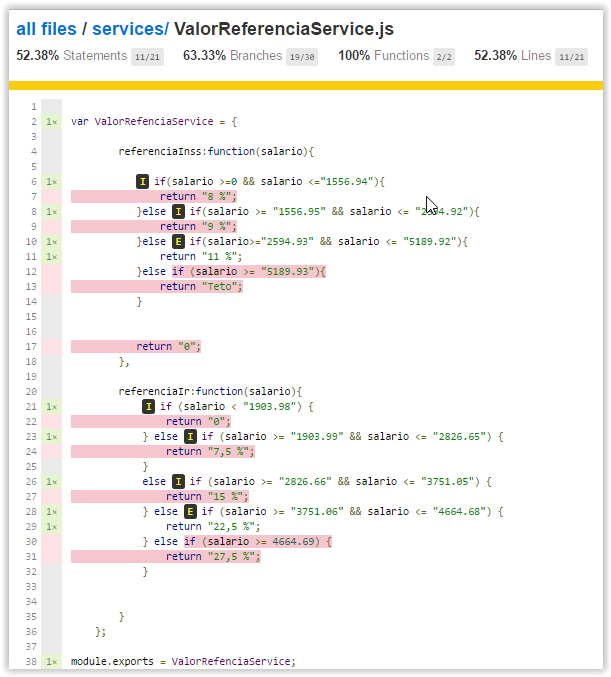 all files / services/ ValorReferenciaService.js
52.38% Statements 11/21 63.33% Branches 19/30 100% Functions 2/2 52.38% Lines 11/21
1
2 1× var ValorRefenciaService = {
3
4 referenciaInss:function(salario){
5
6 1× I if(salario >=0 && salario <="1556.94"){
7 return "8 %";
8 1× }else I if(salario >= "1556.95" && salario <= "2594.92"){
9 return "9 %";
10 1× }else E if(salario>="2594.93" && salario <= "5189.92"){
11 1× return "11 %";
12 }else if (salario >= "5189.93"){
13 return "Teto";
14 }
15
16
17 return "0";
18 },
19
20 referenciaIr:function(salario){
21 1× I if (salario < "1903.98") {
22 return "0";
23 1× } else I if (salario >= "1903.99" && salario <= "2826.65") {
24 return "7,5 %";
25 }
26 1× else I if (salario >= "2826.66" && salario <= "3751.05") {
27 return "15 %";
28 1× } else E if (salario >= "3751.06" && salario <= "4664.68") {
29 1× return "22,5 %";
30 } else if (salario >= 4664.69) {
31 return "27,5 %";
32 }
33
34
35 }
36 };
37
38 1× module.exports = ValorRefenciaService;